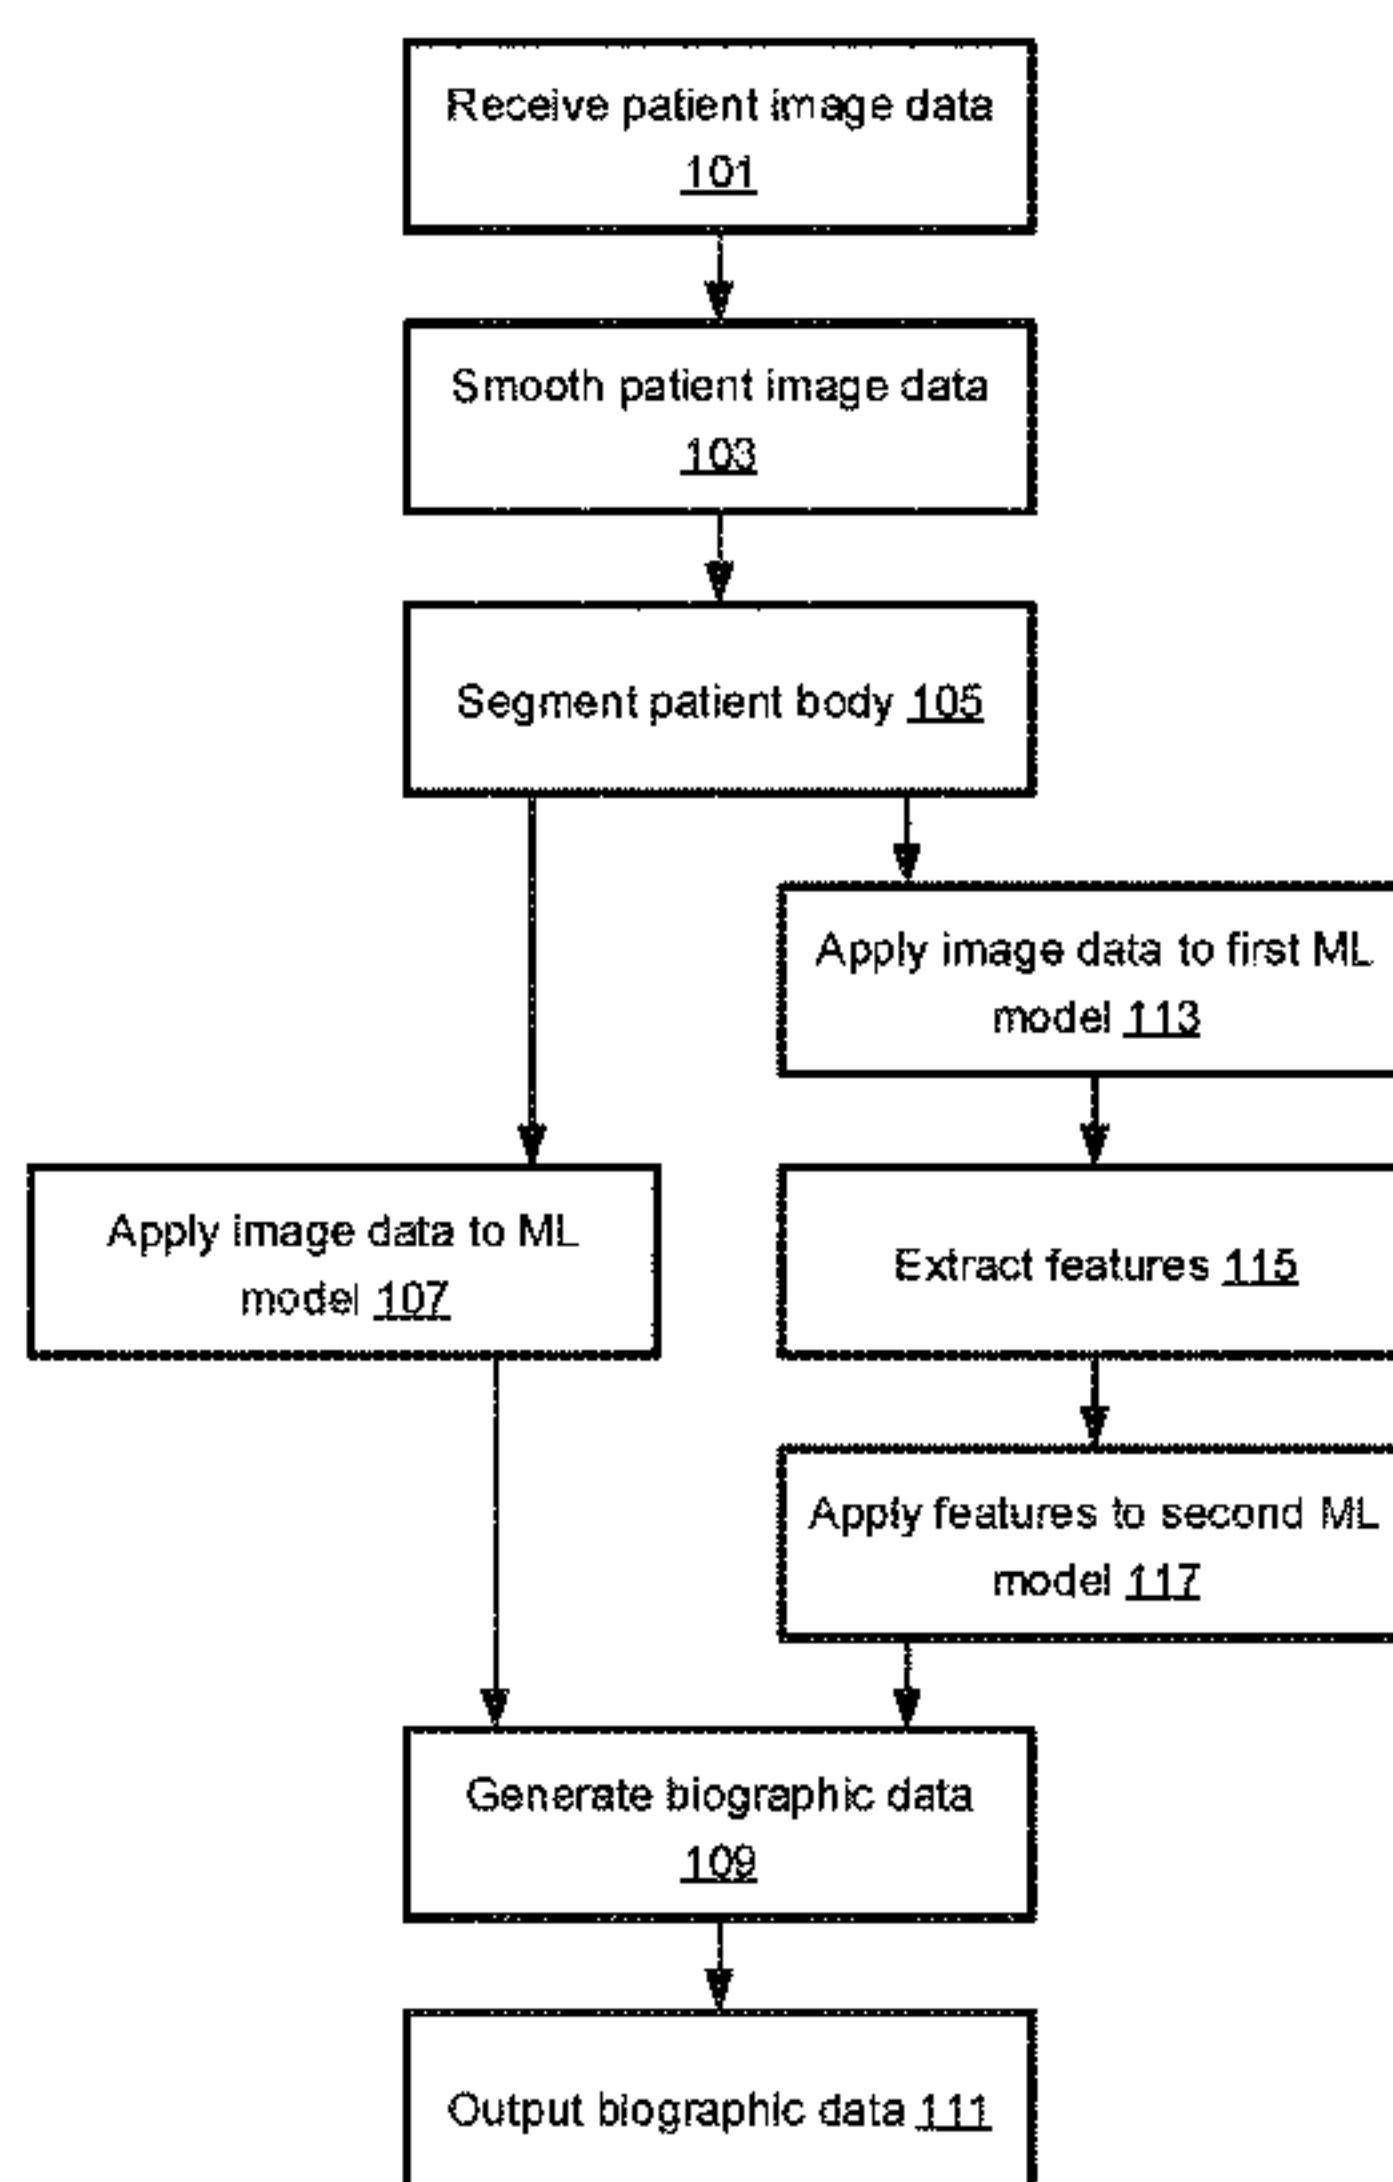 Receive patient image data
101
Smooth patient image data
103
Segment patient body 105
Apply image data to first ML
model 113
Apply image data to ML
model 107
Extract features 115
Apply features to second ML
model 117
Generate biographic data
109
Output biographic data 111